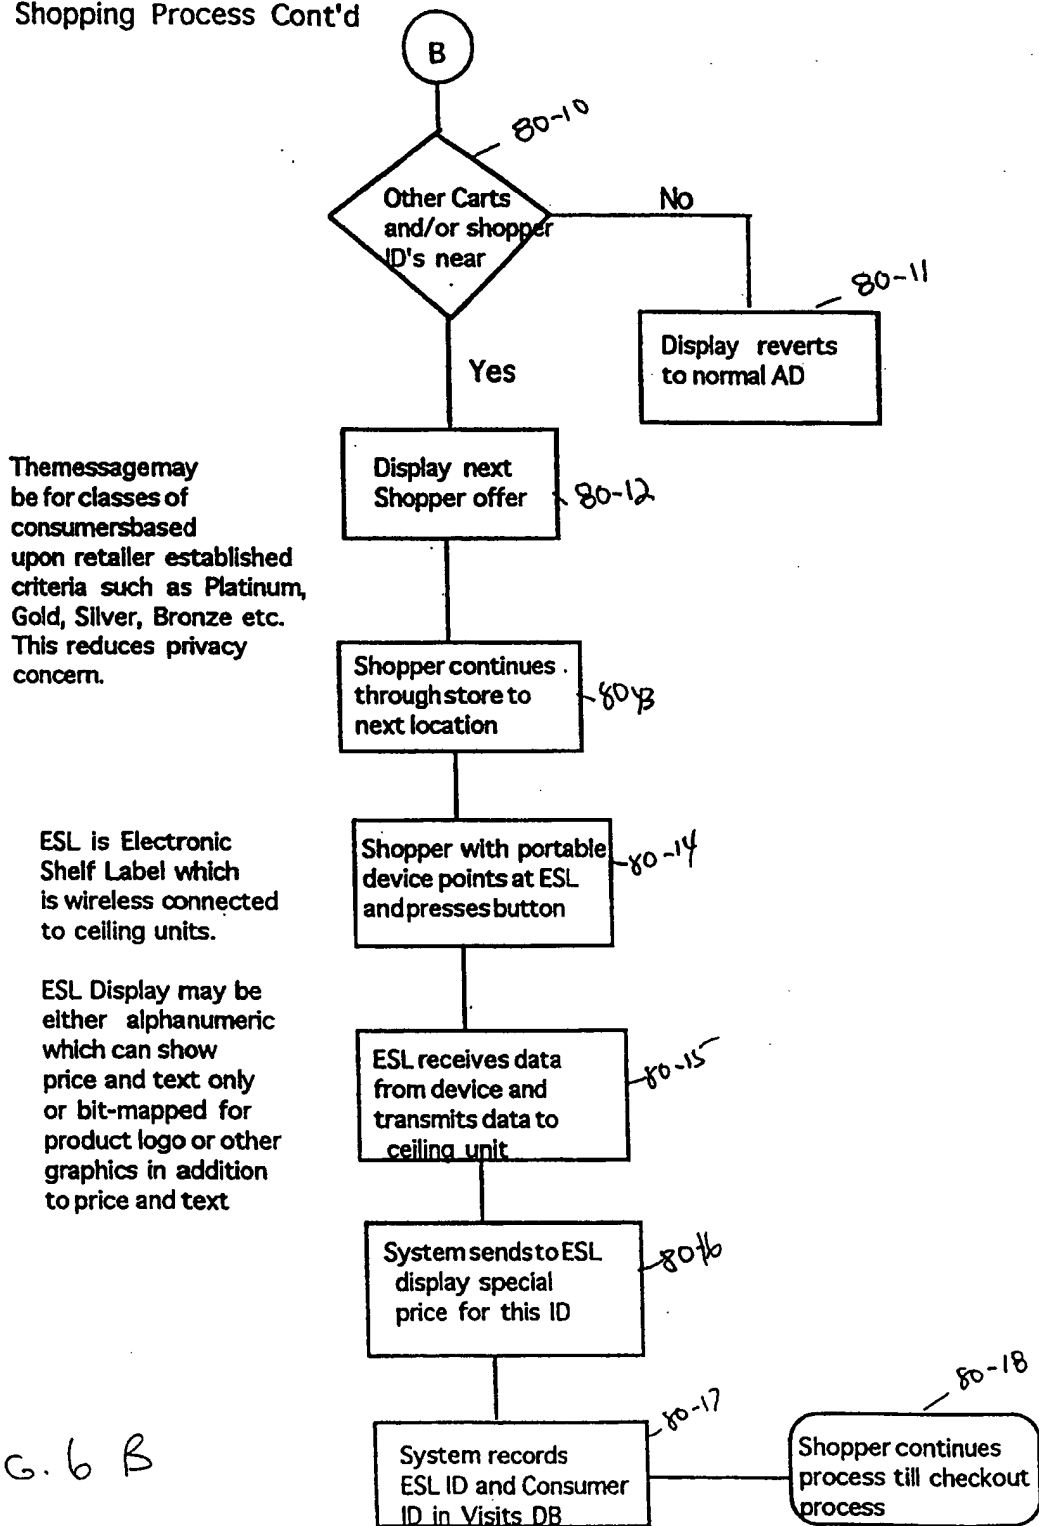 Shopping Process Cont'd
B
80-10
Other Carts
and/or shopper
ID's near
No
80-11
Display reverts
to normal AD
Yes
Display next
Shopper offer
80-12
Themessagemay
be for classes of
consumersbased
upon retailer established
criteria such as Platinum,
Gold, Silver, Bronze etc.
This reduces privacy
concern.
Shopper continues
through store to
next location
80-13
ESL is Electronic
Shelf Label which
is wireless connected
to ceiling units.
Shopper with portable
device points at ESL
and presses button
80-14
ESL Display may be
either alphanumeric
which can show
price and text only
or bit-mapped for
product logo or other
graphics in addition
to price and text
ESL receives data
from device and
transmits data to
ceiling unit
80-15
System sends to ESL
display special
price for this ID
80-16
System records
ESL ID and Consumer
ID in Visits DB
80-17
80-18
Shopper continues
process till checkout
process
G. 6 B